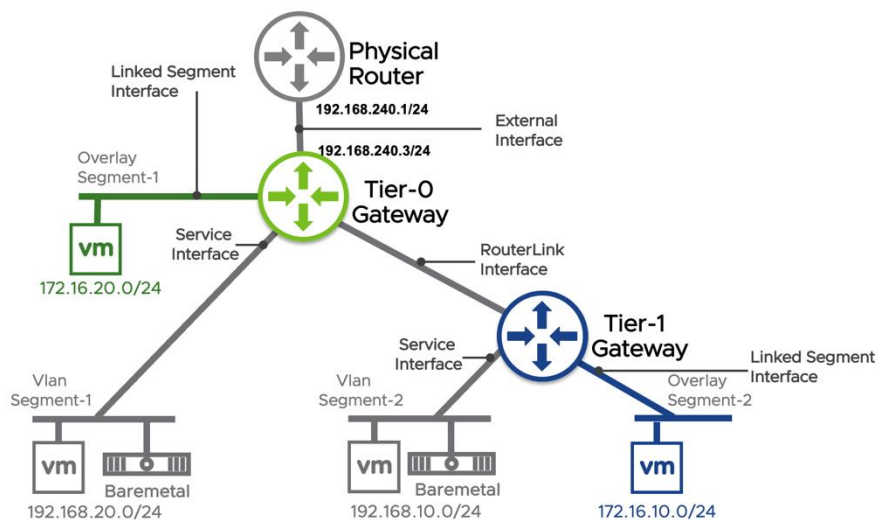 Physical
Router
Linked Segment
Interface
192.168.240.1/24
External
Interface
192.168.240.3/24
Overlay
Segment-1
Tier-0
Gateway
vm
Service
Interface
172.16.20.0/24
RouterLink
Interface
Tier-1
Gateway
Service
Interface
Linked Segment
Interface
Vlan
Segment-1
Vlan
Segment-2
Overlay
Segment-2
vm
Baremetal
192.168.20.0/24
vm
Baremetal
192.168.10.0/24
vm
172.16.10.0/24